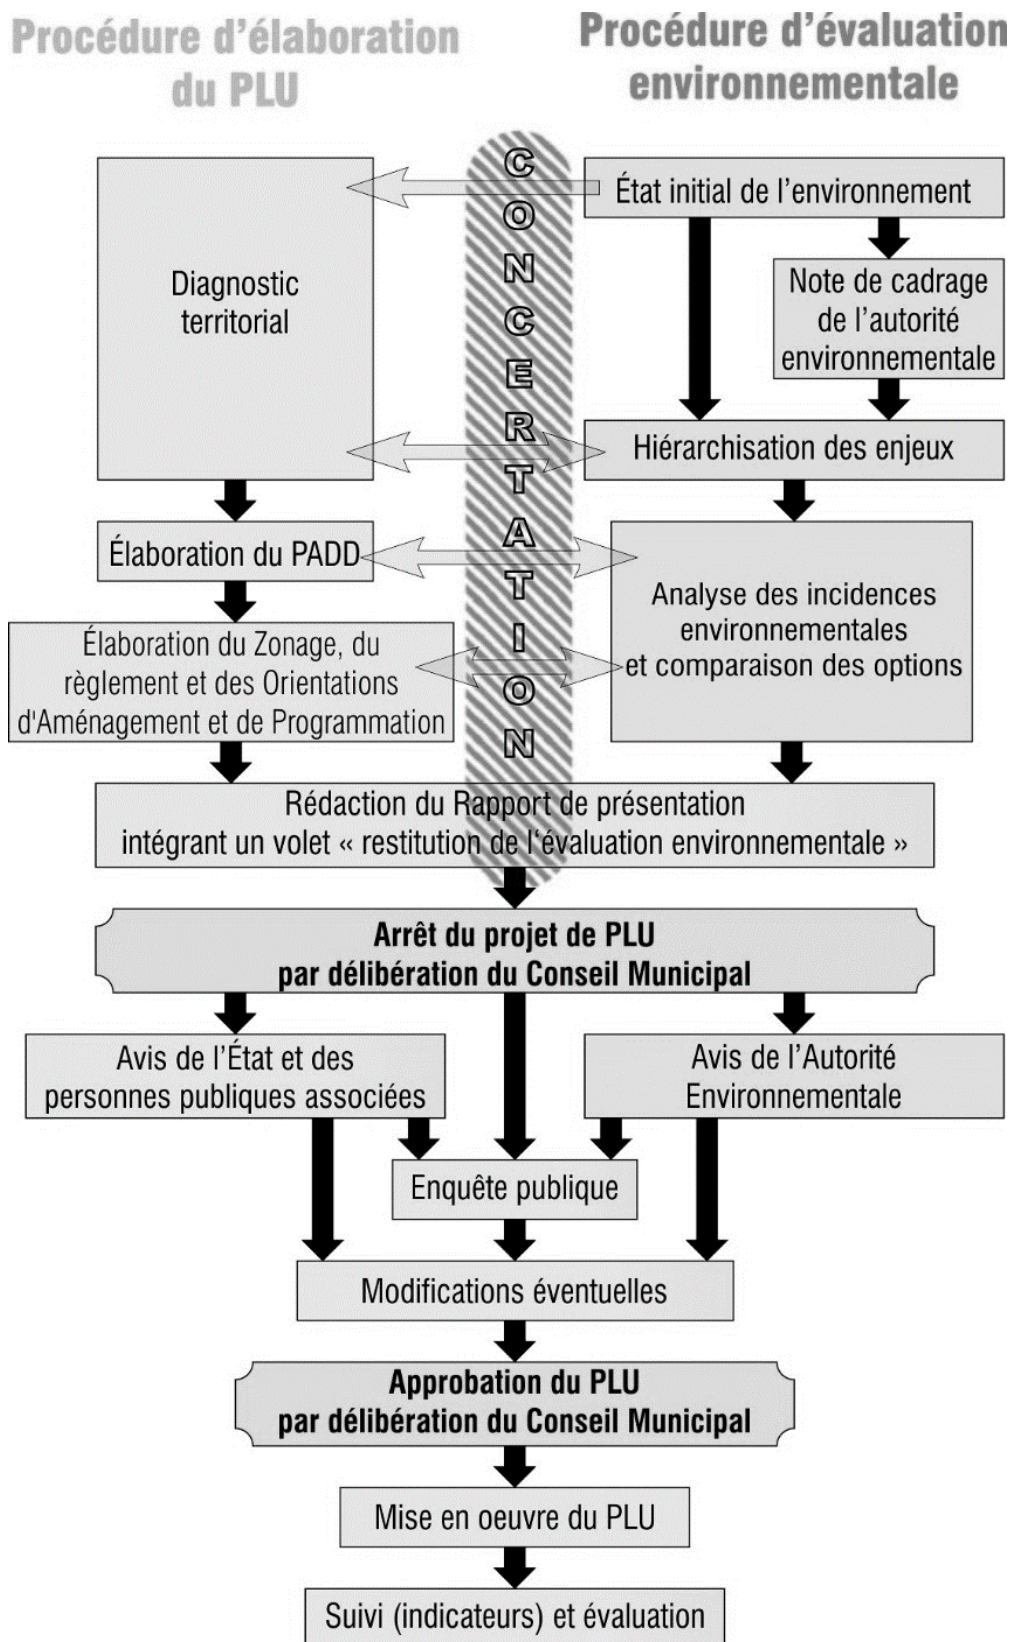 Procédure d'élaboration
du PLU
Procédure d'évaluation
environnementale
CONCERTATION
État initial de l'environnement
Diagnostic
territorial
Note de cadrage
de l'autorité
environnementale
Hiérarchisation des enjeux
Élaboration du PADD
Analyse des incidences
environnementales
et comparaison des options
Élaboration du Zonage, du
règlement et des Orientations
d'Aménagement et de Programmation
Rédaction du Rapport de présentation
intégrant un volet « restitution de l'évaluation environnementale »
Arrêt du projet de PLU
par délibération du Conseil Municipal
Avis de l'État et des
personnes publiques associées
Avis de l'Autorité
Environnementale
Enquête publique
Modifications éventuelles
Approbation du PLU
par délibération du Conseil Municipal
Mise en oeuvre du PLU
Suivi (indicateurs) et évaluation